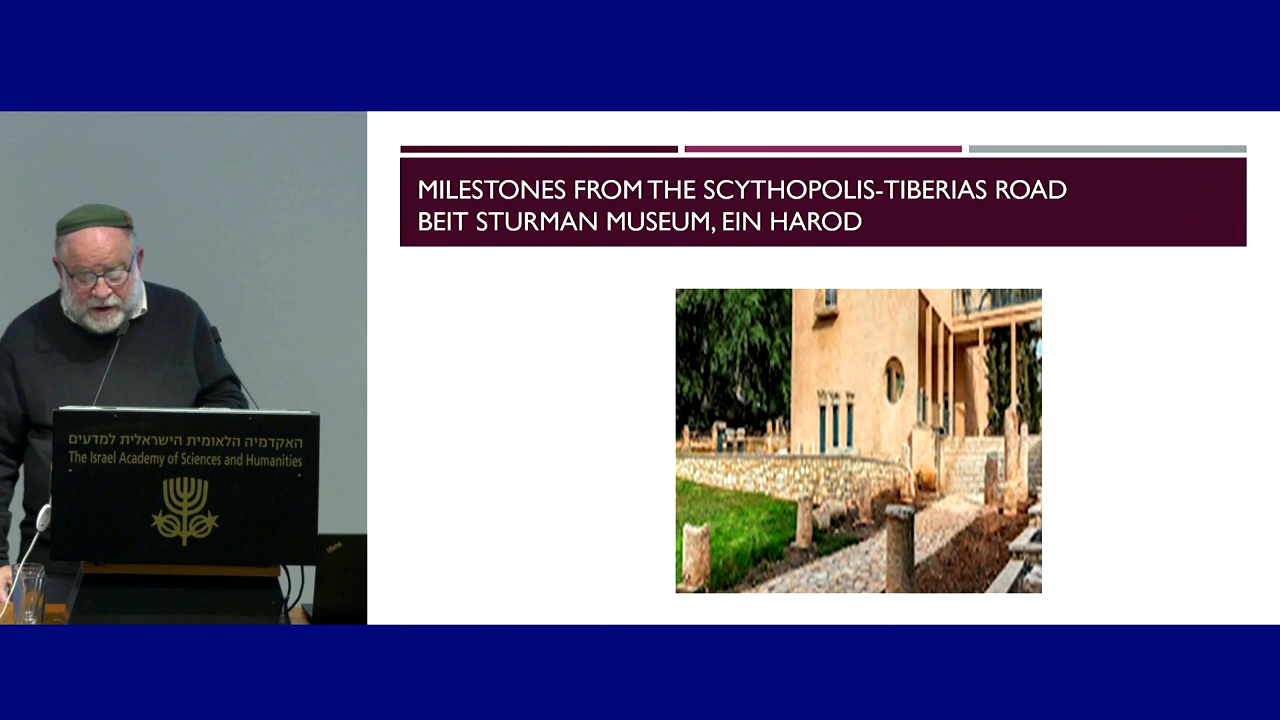 MILESTONES FROM THE SCYTHOPOLIS-TIBERIAS ROAD
BEIT STURMAN MUSEUM, EIN HAROD
האקדמיה הלאומית הישראלית למדעים
The Israel Academy of Sciences and Humanities